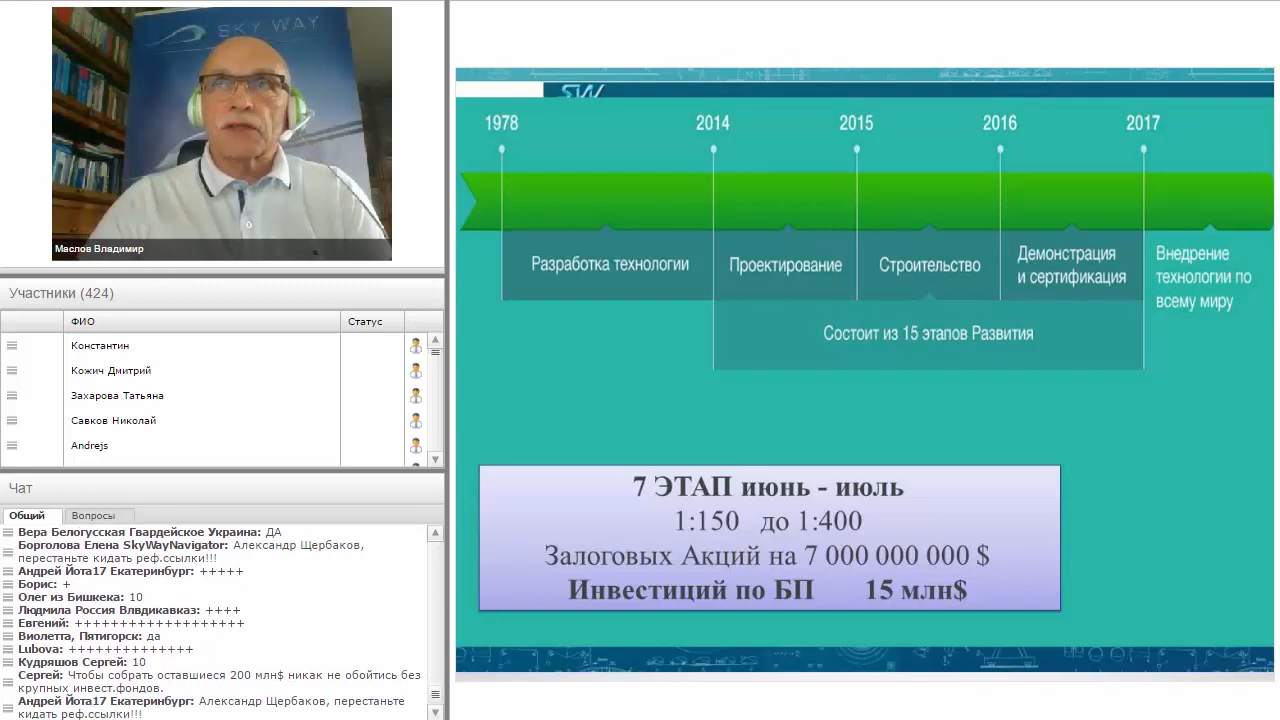 SKY WAY
Маслов Владимир
Участники (424)
ФИО
Статус
Константин
Кожич Дмитрий
Захарова Татьяна
Савков Николай
Andrejs
Чат
Общий
Вопросы
Вера Белогусская Гвардейское Украина: ДА
Борголова Елена SkyWayNavigator: Александр Щербаков,
перестаньте кидать реф.ссылки!!!
Андрей Йота17 Екатеринбург: +++++
Борис: +
Олег из Бишкека: 10
Людмила Россия Влвдикавказ: ++++
Евгений: +++++++++++++++++++
Виолетта, Пятигорск: да
Lubova: ++++++++++++++
Кудряшов Сергей: 10
Сергей: Чтобы собрать оставшиеся 200 млн$ никак не обойтись без
крупных инвест.фондов.
Андрей Йота17 Екатеринбург: Александр Щербаков, перестаньте
кидать реф.ссылки!!!
SW
1978 2014 2015 2016 2017
Разработка технологии
Проектирование
Строительство
Демонстрация
и сертификация
Внедрение
технологии по
всему миру
Состоит из 15 этапов Развития
7 ЭТАП июнь - июль
1:150 до 1:400
Залоговых Акций на 7 000 000 000 $
Инвестиций по БП 15 млн$